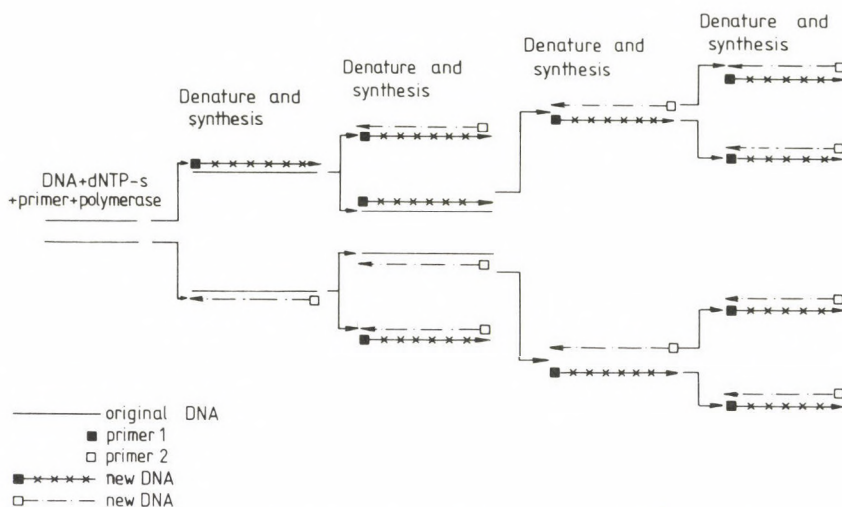 Denature and
synthesis
Denature and
synthesis
Denature and
synthesis
Denature and
synthesis
DNA+dNTP-s
+primer+polymerase
original DNA
primer 1
primer 2
new DNA
new DNA